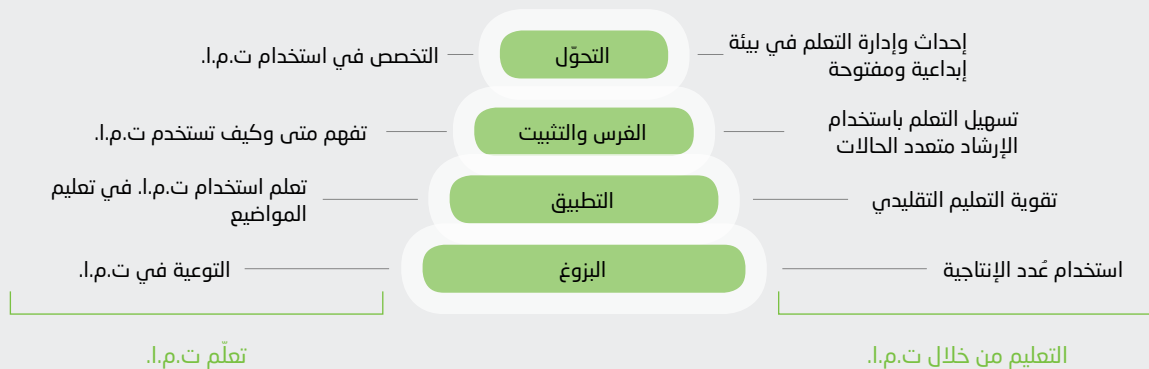 إحداث وإدارة التعلم في بيئة
إبداعية ومفتوحة
التحوّل
التخصص في استخدام ت.م.ا.
تسهيل التعلم باستخدام
الإرشاد متعدد الحالات
الغرس والتثبيت
تفهم متى وكيف تستخدم ت.م.ا.
تقوية التعليم التقليدي
التطبيق
تعلم استخدام ت.م.ا. في تعليم
المواضيع
استخدام عُدد الإنتاجية
البزوغ
التوعية في ت.م.ا.
التعليم من خلال ت.م.ا.
تعلّم ت.م.ا.